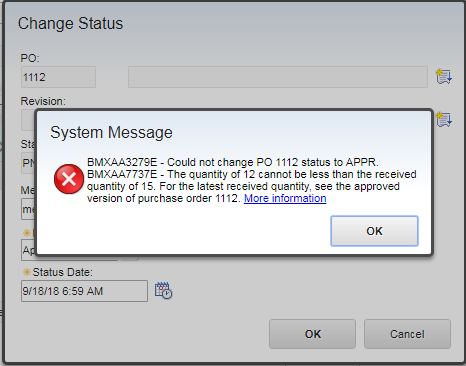 Change Status
PO:
1112
Revision:
System Message
BMXAA3279E - Could not change PO 1112 status to APPR.
BMXAA7737E - The quantity of 12 cannot be less than the received
quantity of 15. For the latest received quantity, see the approved
version of purchase order 1112. More information
OK
Status Date:
9/18/18 6:59 AM
OK Cancel